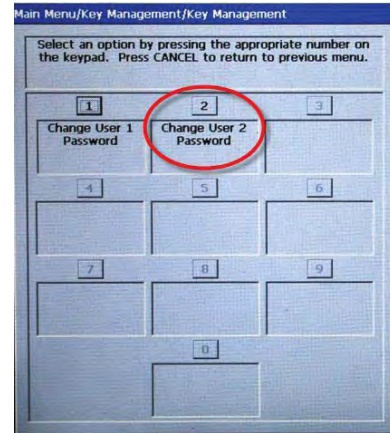 Main Menu/Key Management/Key Management
Select an option by pressing the appropriate number on
the keypad. Press CANCEL to return to previous menu.
1
2
3
Change User 1
Password
Change User 2
Password
4
5
6
7
8
9
0